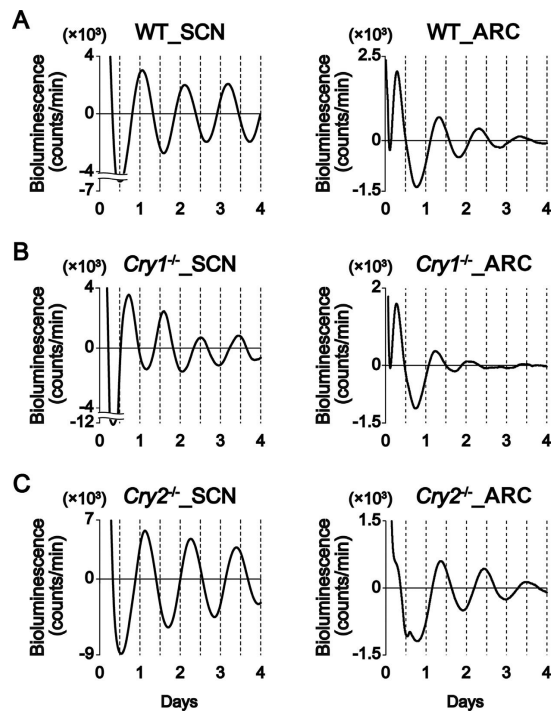 A
WT_SCN
(×10³)
Bioluminescence
(counts/min)
4
0
-4
-7
0 1 2 3 4
WT_ARC
(×10³)
Bioluminescence
(counts/min)
2.5
0
-1.5
0 1 2 3 4
B
Cry1⁻/⁻_SCN
(×10³)
Bioluminescence
(counts/min)
4
0
-4
-12
0 1 2 3 4
Cry1⁻/⁻_ARC
(×10³)
Bioluminescence
(counts/min)
2
0
-1.5
0 1 2 3 4
C
Cry2⁻/⁻_SCN
(×10³)
Bioluminescence
(counts/min)
7
0
-9
0 1 2 3 4
Days
Cry2⁻/⁻_ARC
(×10³)
Bioluminescence
(counts/min)
1.5
0
-1.5
0 1 2 3 4
Days